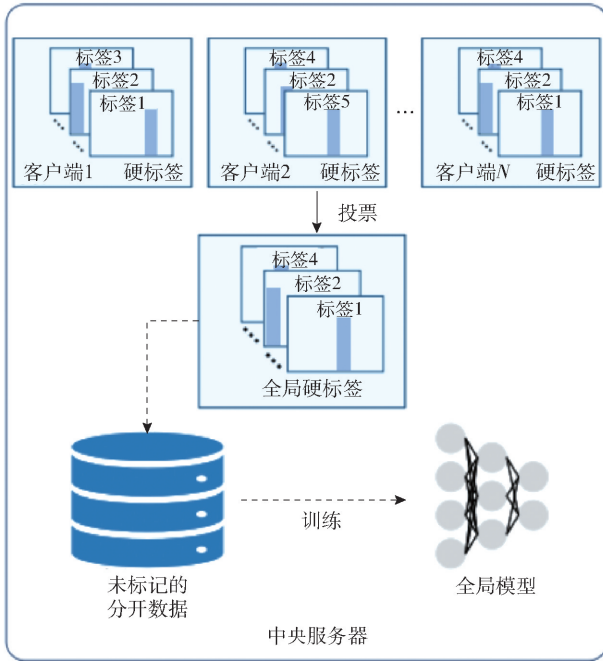 标签3
标签2
标签1
客户端1 硬标签
标签4
标签2
标签5
客户端2 硬标签
...
标签4
标签2
标签1
客户端N 硬标签
投票
标签4
标签2
标签1
全局硬标签
训练
未标记的
分开数据
全局模型
中央服务器